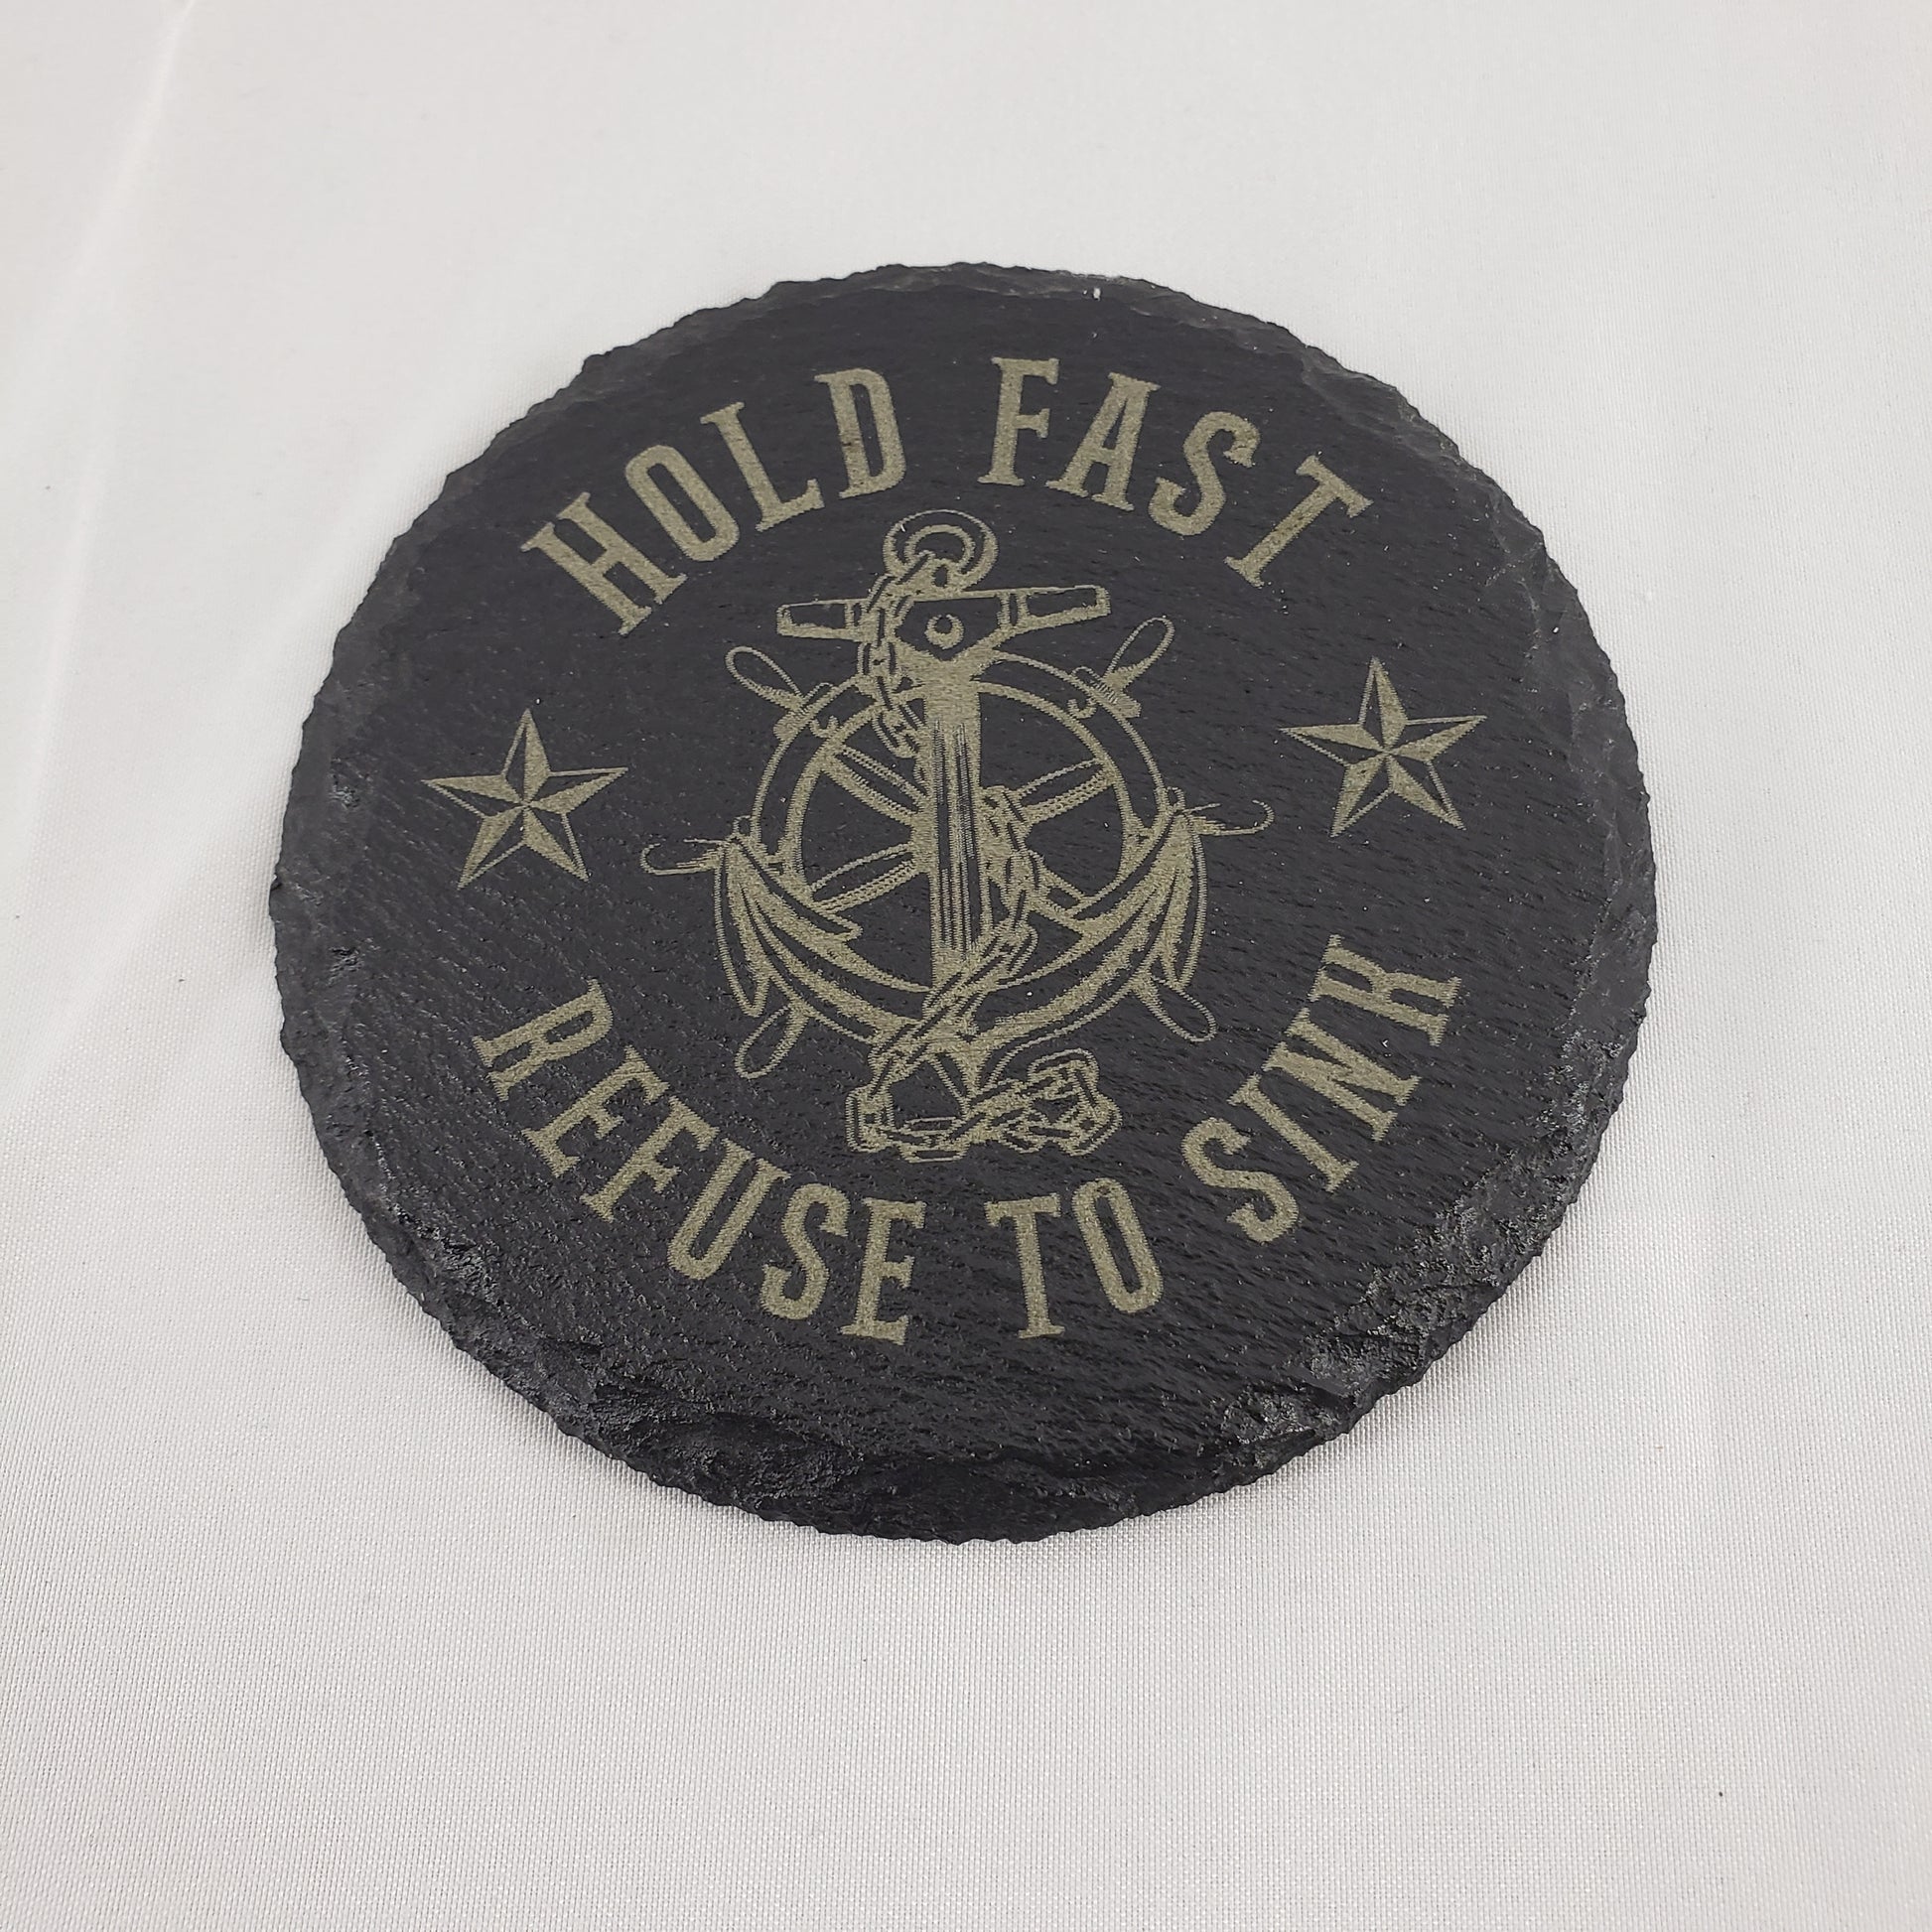 HOLD FAST
REFUSE TO SINK